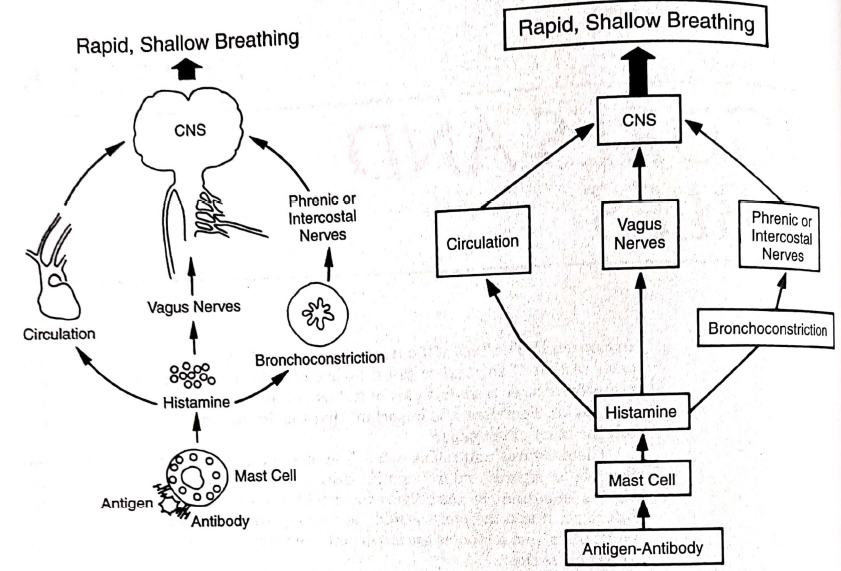 Rapid, Shallow Breathing
CNS
Phrenic or
Intercostal
Nerves
Vagus Nerves
Circulation
Bronchoconstriction
Histamine
Mast Cell
Antigen
Antibody
Rapid, Shallow Breathing
CNS
Circulation
Vagus
Nerves
Phrenic or
Intercostal
Nerves
Bronchoconstriction
Histamine
Mast Cell
Antigen-Antibody